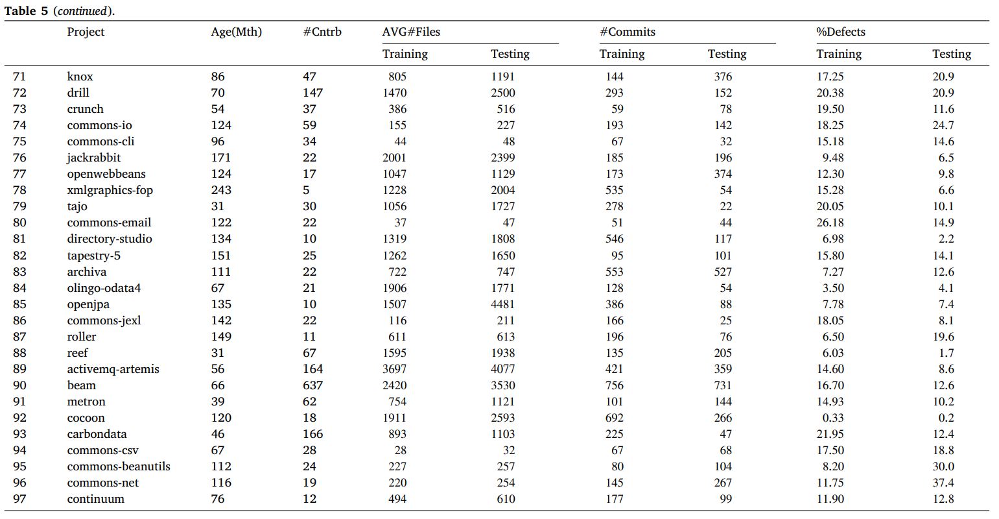 Table 5 (continued).
Project Age(Mth) #Cntrb AVG#Files #Commits %Defects
Training Testing Training Testing Training Testing
71 knox 86 47 805 1191 144 376 17.25 20.9
72 drill 70 147 1470 2500 293 152 20.38 20.9
73 crunch 54 37 386 516 59 78 19.50 11.6
74 commons-io 124 59 155 227 193 142 18.25 24.7
75 commons-cli 96 34 44 48 67 32 15.18 14.6
76 jackrabbit 171 22 2001 2399 185 196 9.48 6.5
77 openwebbeans 124 17 1047 1129 173 374 12.30 9.8
78 xmlgraphics-fop 243 5 1228 2004 535 54 15.28 6.6
79 tajo 31 30 1056 1727 278 22 20.05 10.1
80 commons-email 122 22 37 47 51 44 26.18 14.9
81 directory-studio 134 10 1319 1808 546 117 6.98 2.2
82 tapestry-5 151 25 1262 1650 95 101 15.80 14.1
83 archiva 111 22 722 747 553 527 7.27 12.6
84 olingo-odata4 67 21 1906 1771 128 54 3.50 4.1
85 openjpa 135 10 1507 4481 386 88 7.78 7.4
86 commons-jexl 142 22 116 211 166 25 18.05 8.1
87 roller 149 11 611 613 196 76 6.50 19.6
88 reef 31 67 1595 1938 135 205 6.03 1.7
89 activemq-artemis 56 164 3697 4077 421 359 14.60 8.6
90 beam 66 637 2420 3530 756 731 16.70 12.6
91 metron 39 62 754 1121 101 144 14.93 10.2
92 cocoon 120 18 1911 2593 692 266 0.33 0.2
93 carbondata 46 166 893 1103 225 47 21.95 12.4
94 commons-csv 67 28 28 32 67 68 17.50 18.8
95 commons-beanutils 112 24 227 257 80 104 8.20 30.0
96 commons-net 116 19 220 254 145 267 11.75 37.4
97 continuum 76 12 494 610 177 99 11.90 12.8